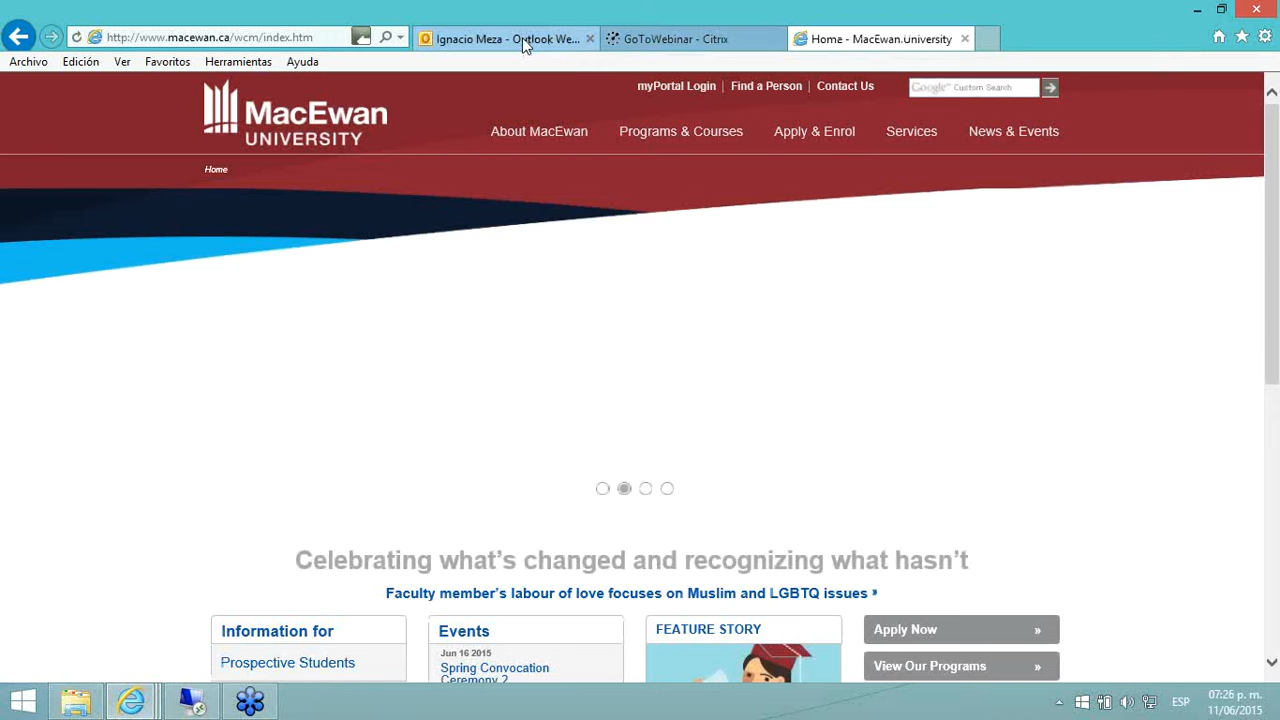 http://www.macewan.ca/wcm/index.htm
Ignacio Meza - Outlook We...
GoToWebinar - Citrix
Home - MacEwan University
Archivo Edición Ver Favoritos Herramientas Ayuda
MacEwan
UNIVERSITY
myPortal Login | Find a Person | Contact Us
Google™ Custom Search
About MacEwan Programs & Courses Apply & Enrol Services News & Events
Home
Celebrating what's changed and recognizing what hasn't
Faculty member's labour of love focuses on Muslim and LGBTQ issues »
Information for
Prospective Students
Events
Jun 16 2015
Spring Convocation
Ceremony 2
FEATURE STORY
Apply Now »
View Our Programs »
ESP
07:26 p. m.
11/06/2015